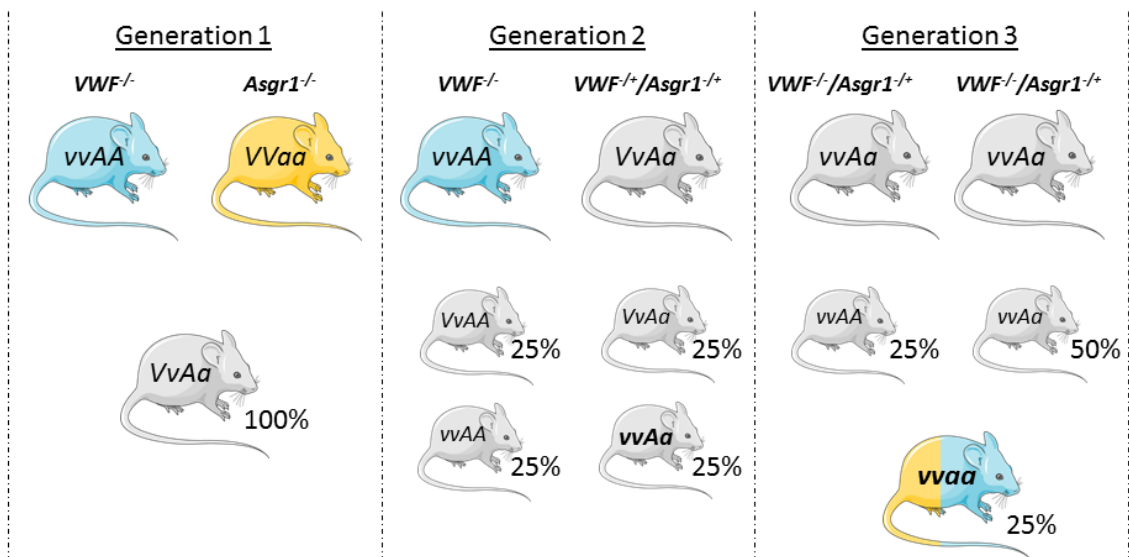 Generation 1
VWF-/-
Asgr1-/-
vvAA
VVaa
VvAa
100%
Generation 2
VWF-/-
VWF-/+/Asgr1-/+
vvAA
VvAa
VvAA
25%
VvAa
25%
vvAA
25%
vvAa
25%
Generation 3
VWF-/-/Asgr1-/+
VWF-/-/Asgr1-/+
vvAa
vvAa
vvAA
25%
vvAa
50%
vvaa
25%